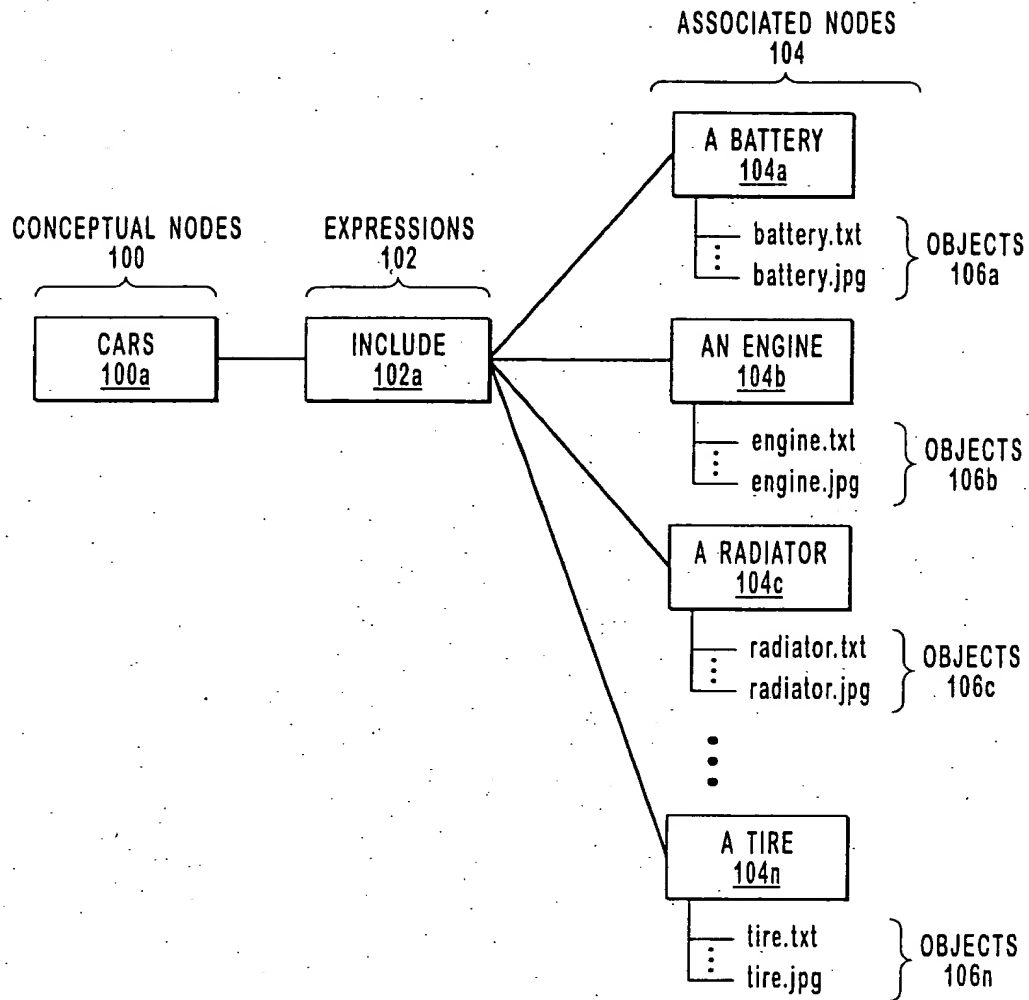 ASSOCIATED NODES
104
A BATTERY
104a
battery.txt
battery.jpg
OBJECTS
106a
CONCEPTUAL NODES
100
EXPRESSIONS
102
CARS
100a
INCLUDE
102a
AN ENGINE
104b
engine.txt
engine.jpg
OBJECTS
106b
A RADIATOR
104c
radiator.txt
radiator.jpg
OBJECTS
106c
A TIRE
104n
tire.txt
tire.jpg
OBJECTS
106n